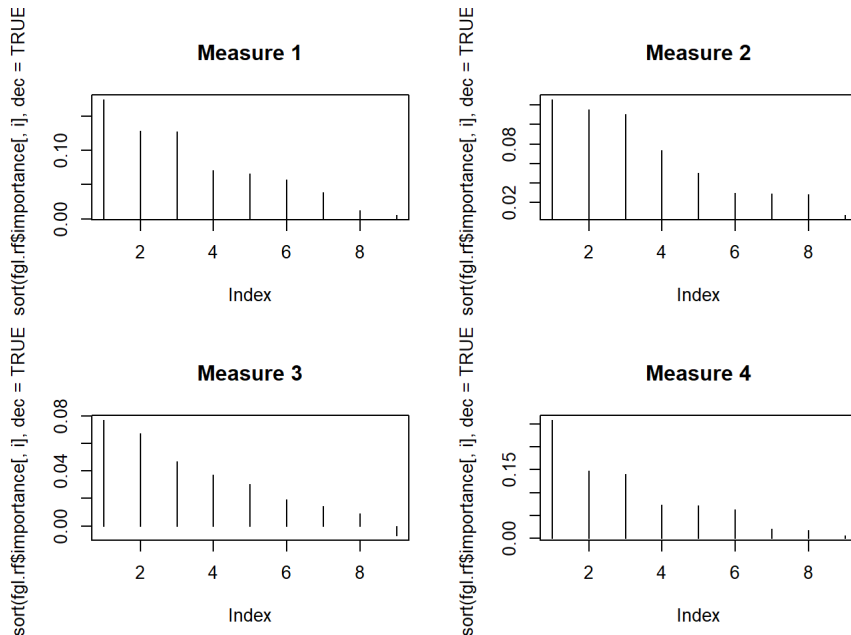 Measure 1
sort(fgl.rf$importance[, i], dec = TRUE
0.00 0.10
2 4 6 8
Index
Measure 2
sort(fgl.rf$importance[, i], dec = TRUE
0.02 0.08
2 4 6 8
Index
Measure 3
sort(fgl.rf$importance[, i], dec = TRUE
0.00 0.04 0.08
2 4 6 8
Index
Measure 4
sort(fgl.rf$importance[, i], dec = TRUE
0.00 0.15
2 4 6 8
Index